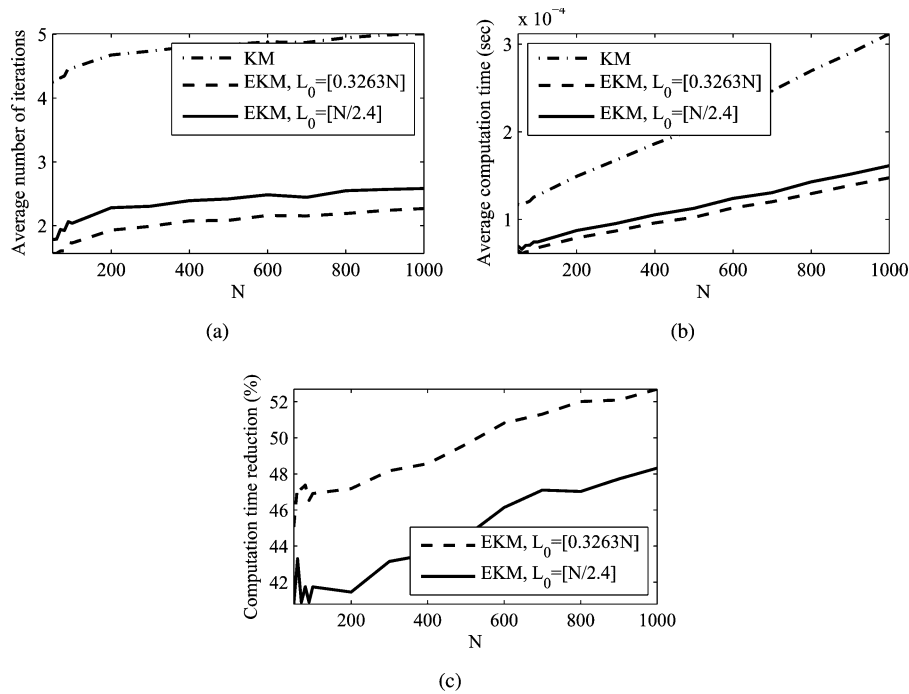 x 10⁻⁴
5
4
3
2
Average number of iterations
KM
EKM, L₀=[0.3263N]
EKM, L₀=[N/2.4]
200 400 600 800 1000
N
(a)
3
2
1
Average computation time (sec)
KM
EKM, L₀=[0.3263N]
EKM, L₀=[N/2.4]
200 400 600 800 1000
N
(b)
52
50
48
46
44
42
Computation time reduction (%)
EKM, L₀=[0.3263N]
EKM, L₀=[N/2.4]
200 400 600 800 1000
N
(c)